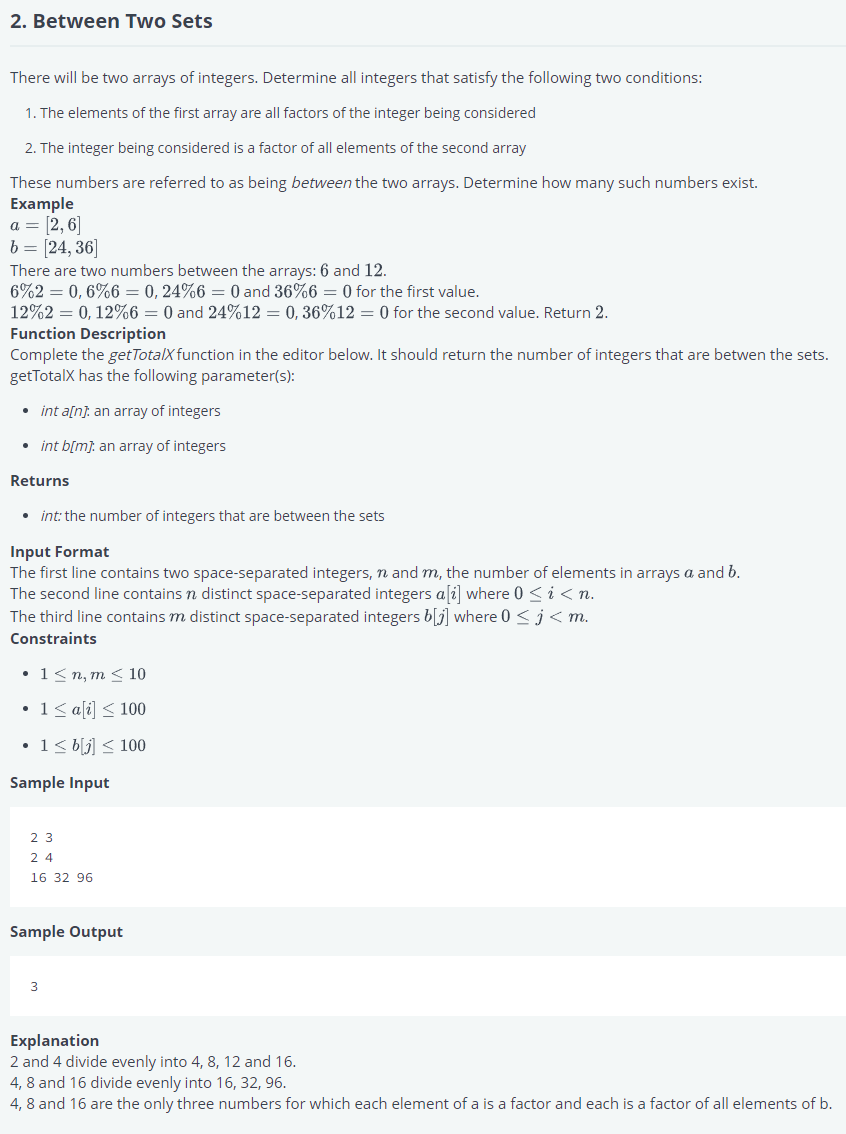 2. Between Two Sets
There will be two arrays of integers. Determine all integers that satisfy the following two conditions:
1. The elements of the first array are all factors of the integer being considered
2. The integer being considered is a factor of all elements of the second array
These numbers are referred to as being between the two arrays. Determine how many such numbers exist.
Example
a = [2, 6]
b = [24, 36]
There are two numbers between the arrays: 6 and 12.
6%2 = 0, 6%6 = 0, 24%6 = 0 and 36%6 = 0 for the first value.
12%2 = 0, 12%6 = 0 and 24%12 = 0, 36%12 = 0 for the second value. Return 2.
Function Description
Complete the getTotalX function in the editor below. It should return the number of integers that are betwen the sets.
getTotalX has the following parameter(s):
• int a[n]: an array of integers
• int b[m]: an array of integers
Returns
• int: the number of integers that are between the sets
Input Format
The first line contains two space-separated integers, n and m, the number of elements in arrays a and b.
The second line contains n distinct space-separated integers a[i] where 0 ≤ i < n.
The third line contains m distinct space-separated integers b[j] where 0 ≤ j < m.
Constraints
• 1 ≤ n, m ≤ 10
• 1 ≤ a[i] ≤ 100
• 1 ≤ b[j] ≤ 100
Sample Input
2 3
2 4
16 32 96
Sample Output
3
Explanation
2 and 4 divide evenly into 4, 8, 12 and 16.
4, 8 and 16 divide evenly into 16, 32, 96.
4, 8 and 16 are the only three numbers for which each element of a is a factor and each is a factor of all elements of b.